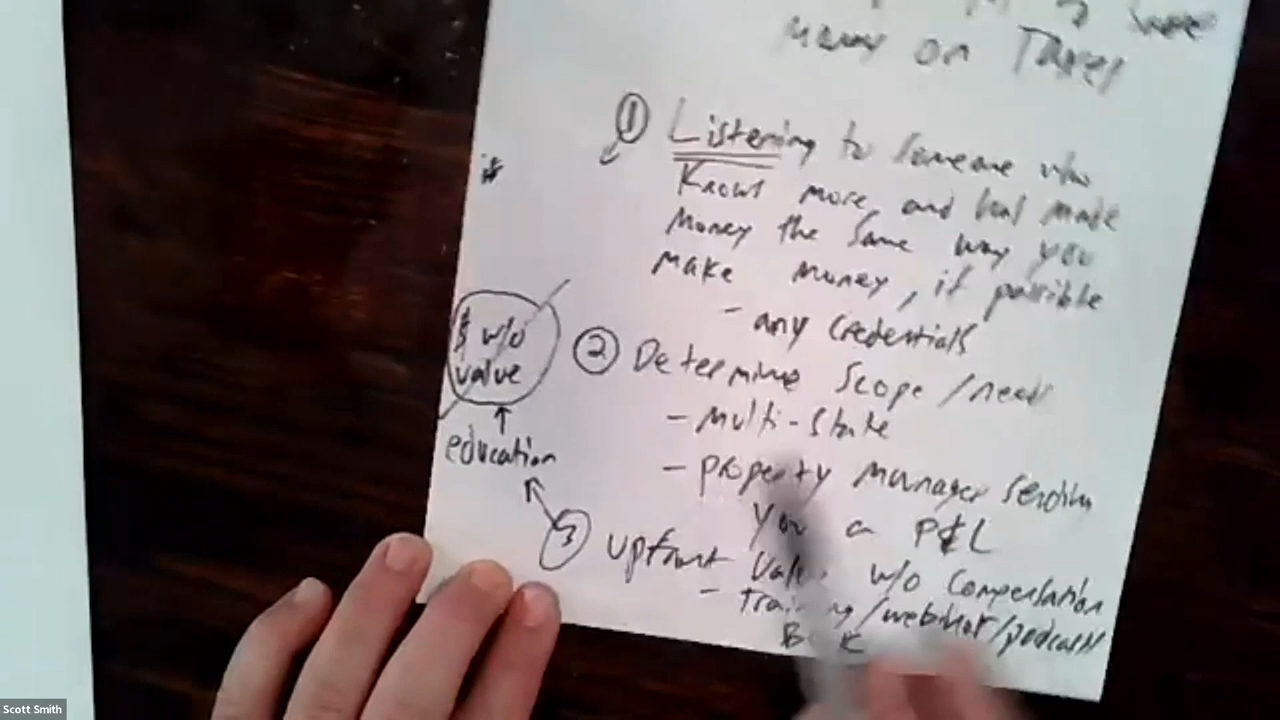 Money on Taxes
① Listening to Someone who
Knows more, and has made
Money the same way you
make money, if possible
- any credentials
$ w/o
value
education
② Determine Scope/needs
- Multi-State
- property manager sending
you a P&L
③ upfront value w/o compensation
- training/webinar/podcasts
Scott Smith